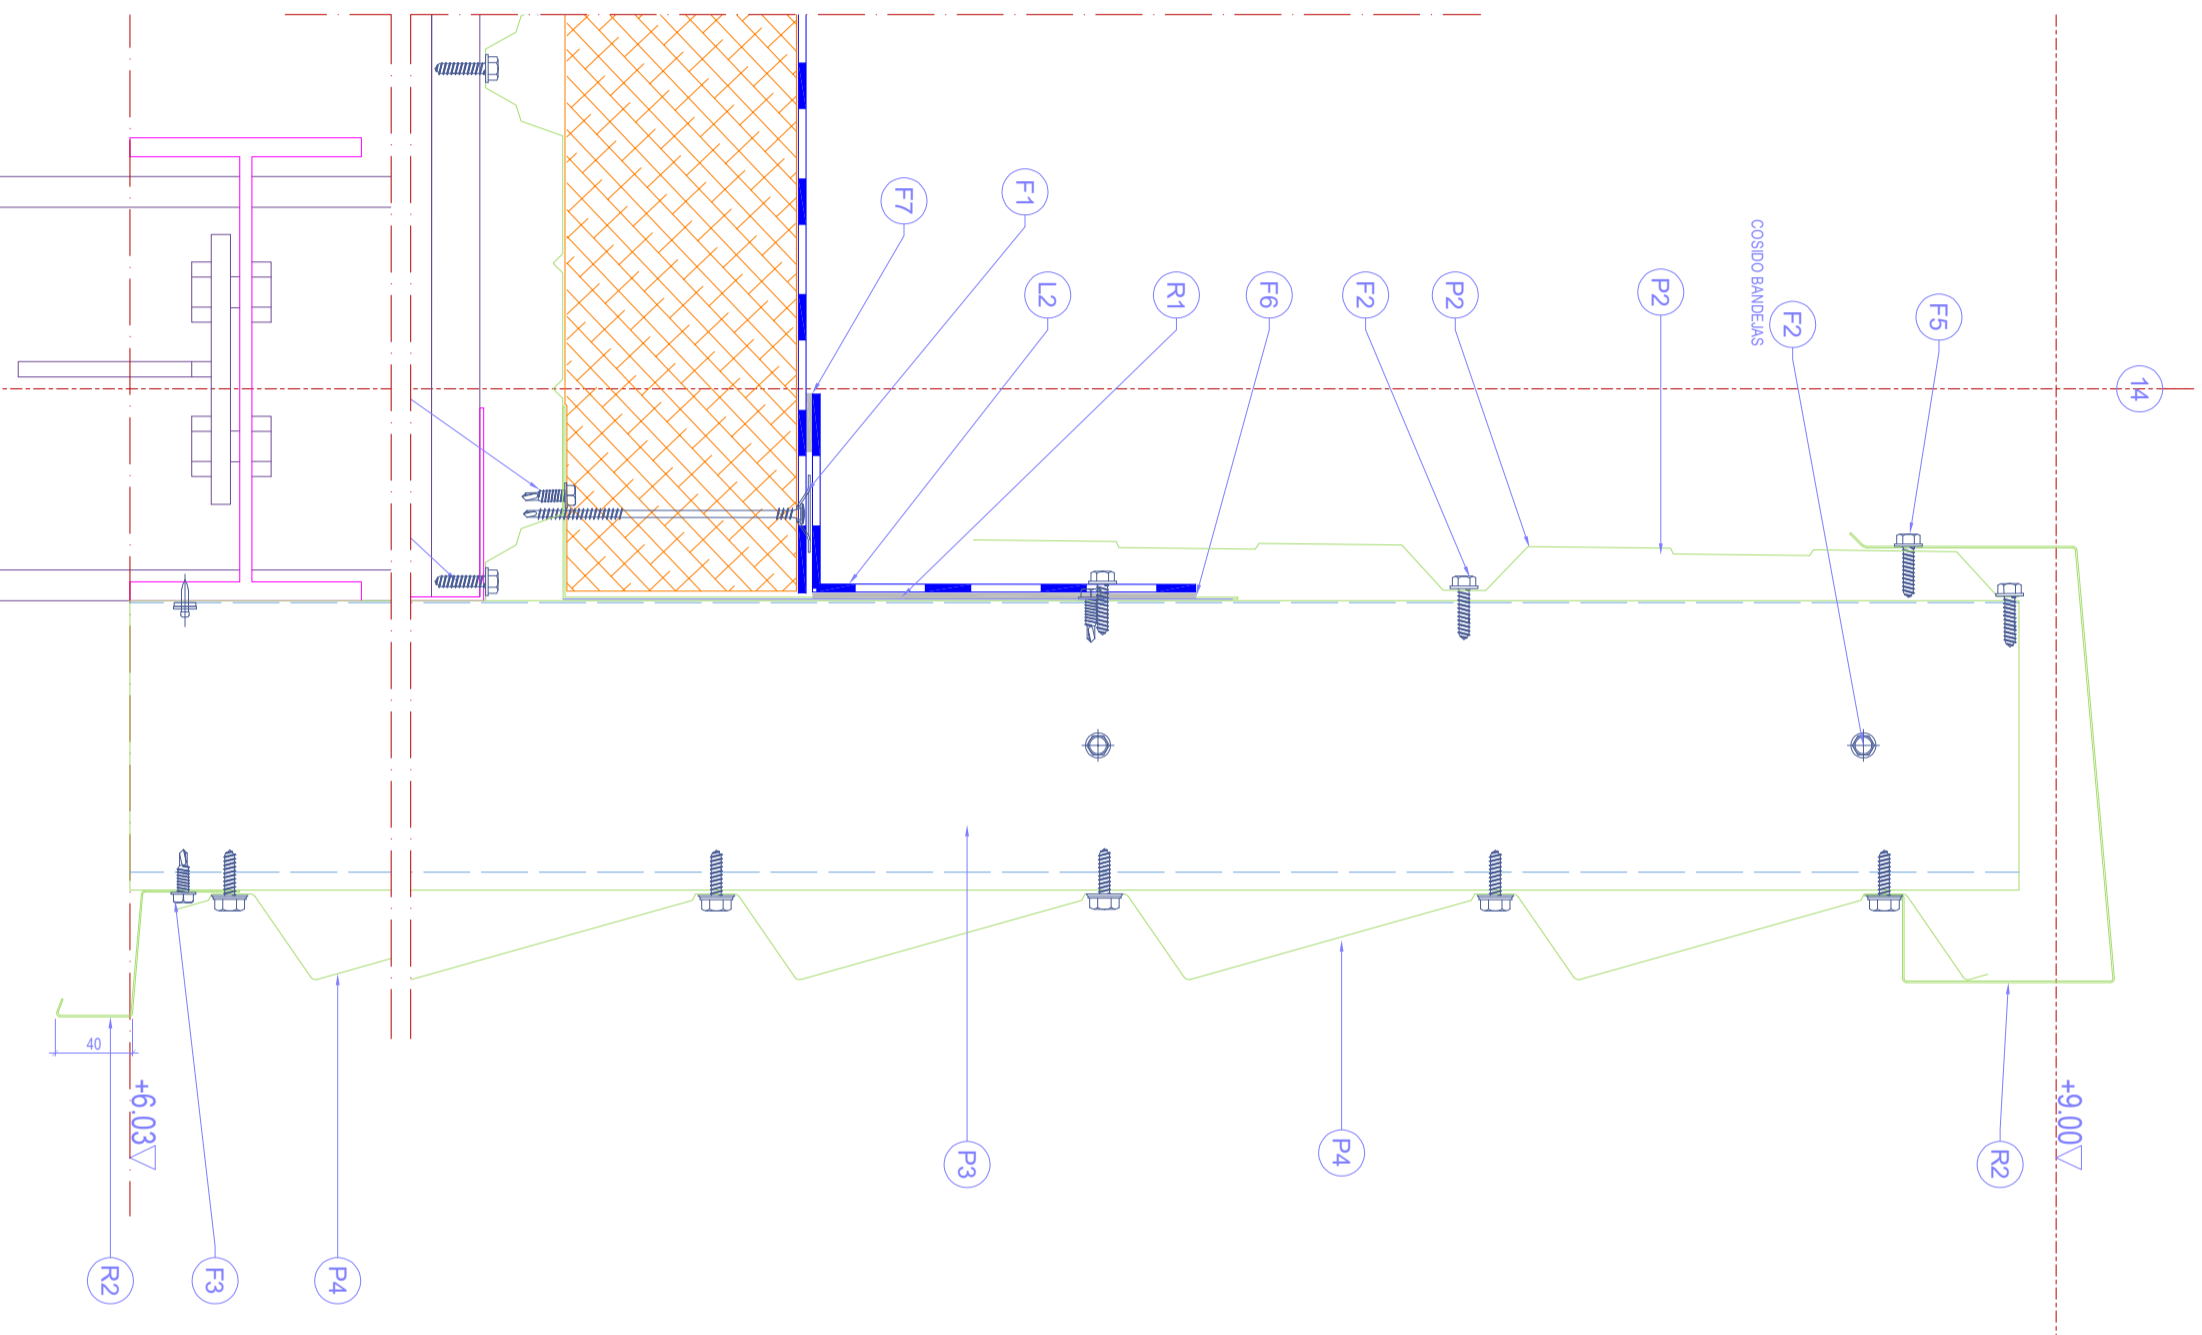 14
F5
F2
COSIDO BANDEJAS
P2
P2
F2
F6
R1
L2
F1
F7
+9.00
R2
P4
P3
+6.03
40
P4
F3
R2